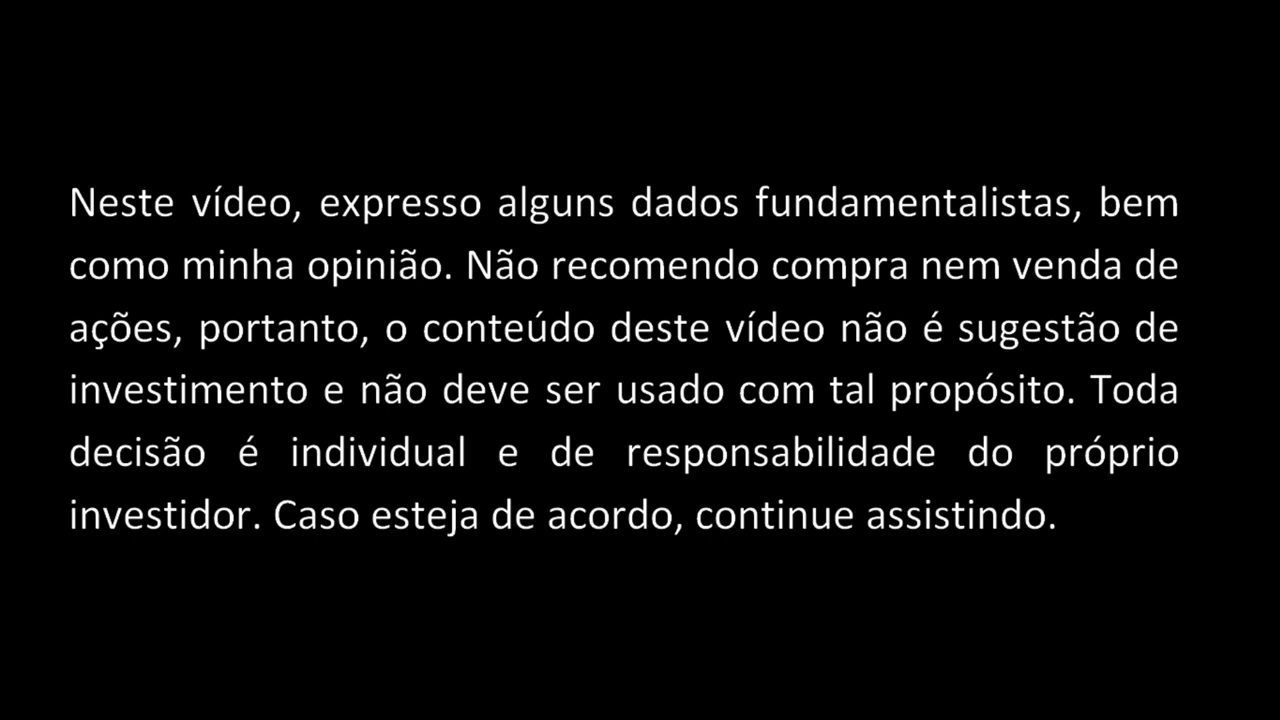 Neste vídeo, expresso alguns dados fundamentalistas, bem
como minha opinião. Não recomendo compra nem venda de
ações, portanto, o conteúdo deste vídeo não é sugestão de
investimento e não deve ser usado com tal propósito. Toda
decisão é individual e de responsabilidade do próprio
investidor. Caso esteja de acordo, continue assistindo.